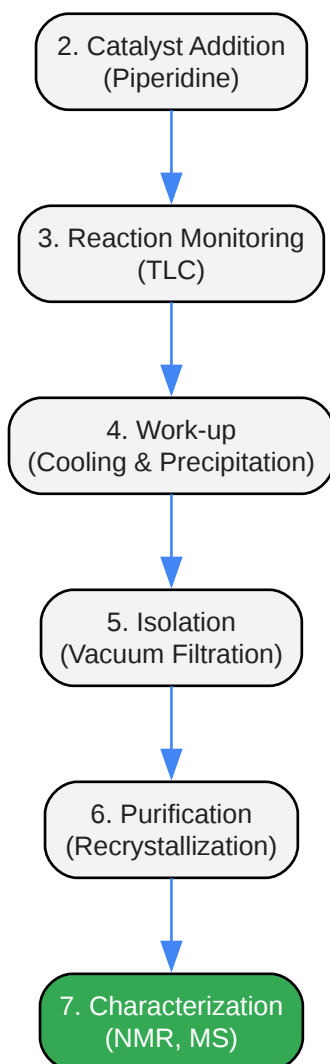 2. Catalyst Addition
(Piperidine)
3. Reaction Monitoring
(TLC)
4. Work-up
(Cooling & Precipitation)
5. Isolation
(Vacuum Filtration)
6. Purification
(Recrystallization)
7. Characterization
(NMR, MS)